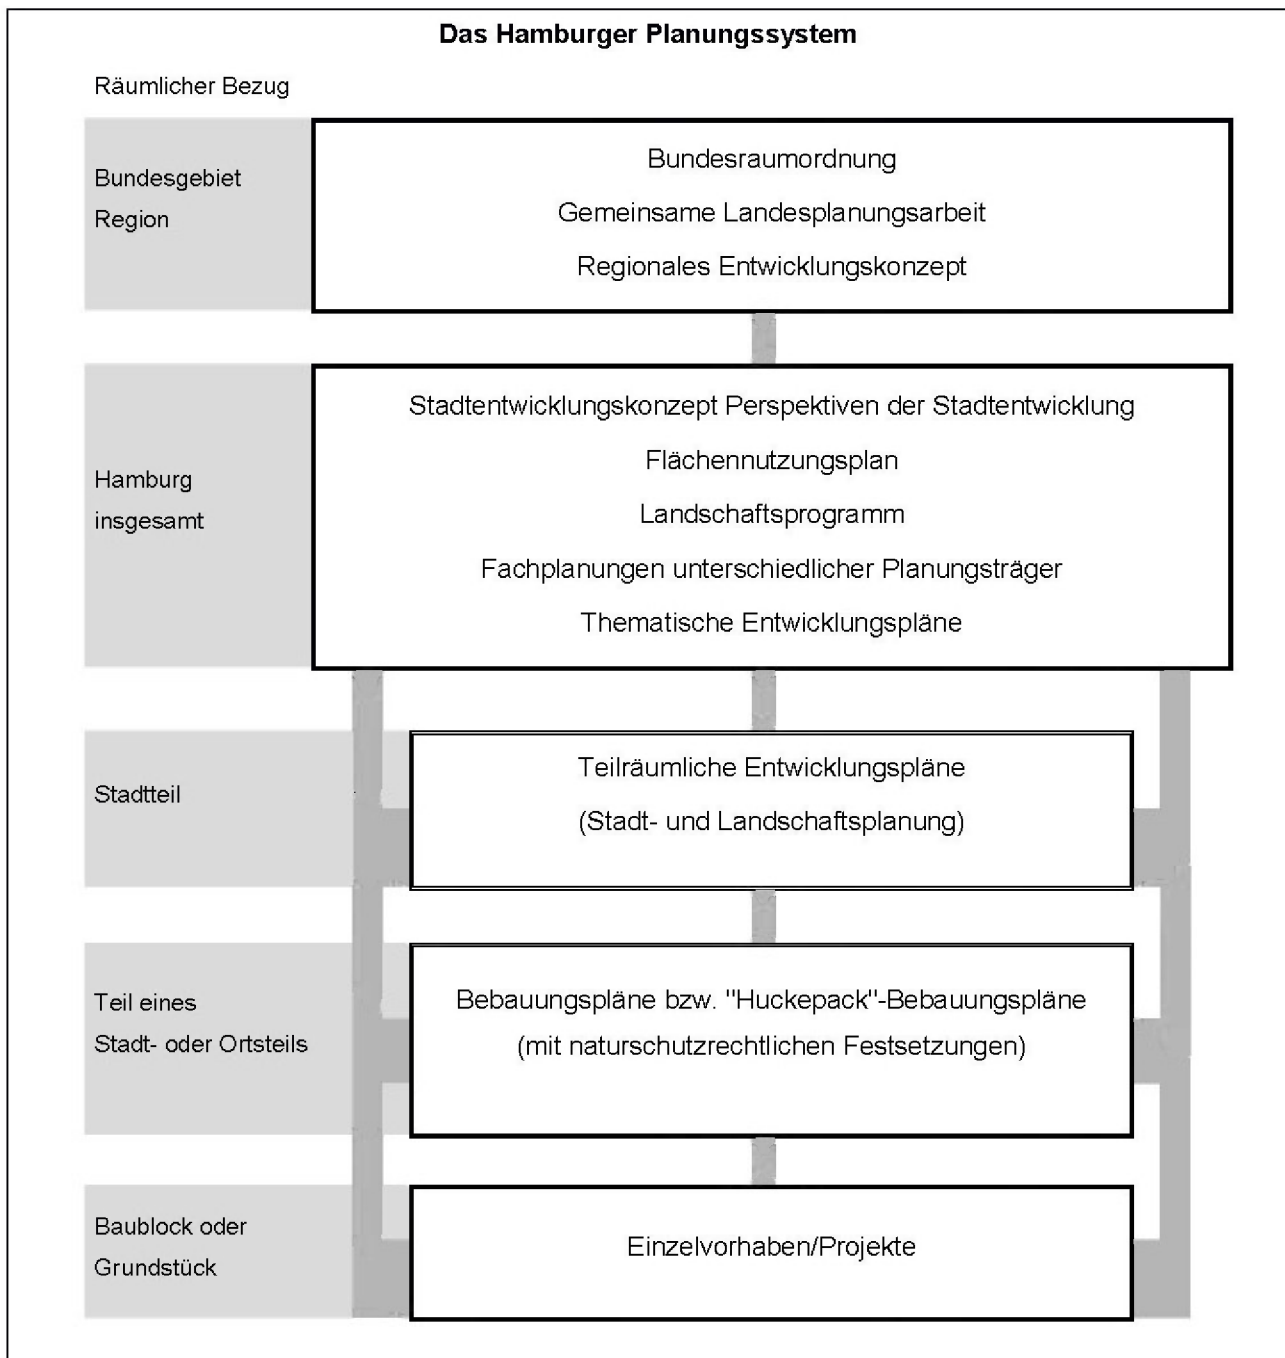 Das Hamburger Planungssystem
Räumlicher Bezug
Bundesgebiet
Region
Bundesraumordnung
Gemeinsame Landesplanungsarbeit
Regionales Entwicklungskonzept
Hamburg
insgesamt
Stadtentwicklungskonzept Perspektiven der Stadtentwicklung
Flächennutzungsplan
Landschaftsprogramm
Fachplanungen unterschiedlicher Planungsträger
Thematische Entwicklungspläne
Stadtteil
Teilräumliche Entwicklungspläne
(Stadt- und Landschaftsplanung)
Teil eines
Stadt- oder Ortsteils
Bebauungspläne bzw. "Huckepack"-Bebauungspläne
(mit naturschutzrechtlichen Festsetzungen)
Baublock oder
Grundstück
Einzelvorhaben/Projekte